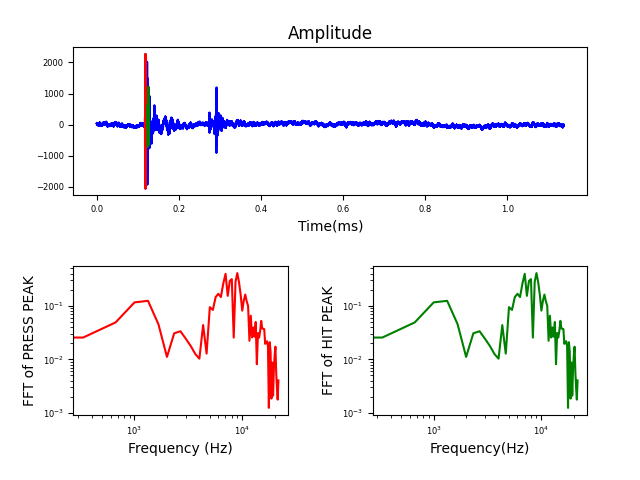 Amplitude
2000
1000
0
−1000
−2000
0.0 0.2 0.4 0.6 0.8 1.0
Time(ms)
FFT of PRESS PEAK
10⁻¹
10⁻²
10⁻³
10³ 10⁴
Frequency (Hz)
FFT of HIT PEAK
10⁻¹
10⁻²
10⁻³
10³ 10⁴
Frequency(Hz)